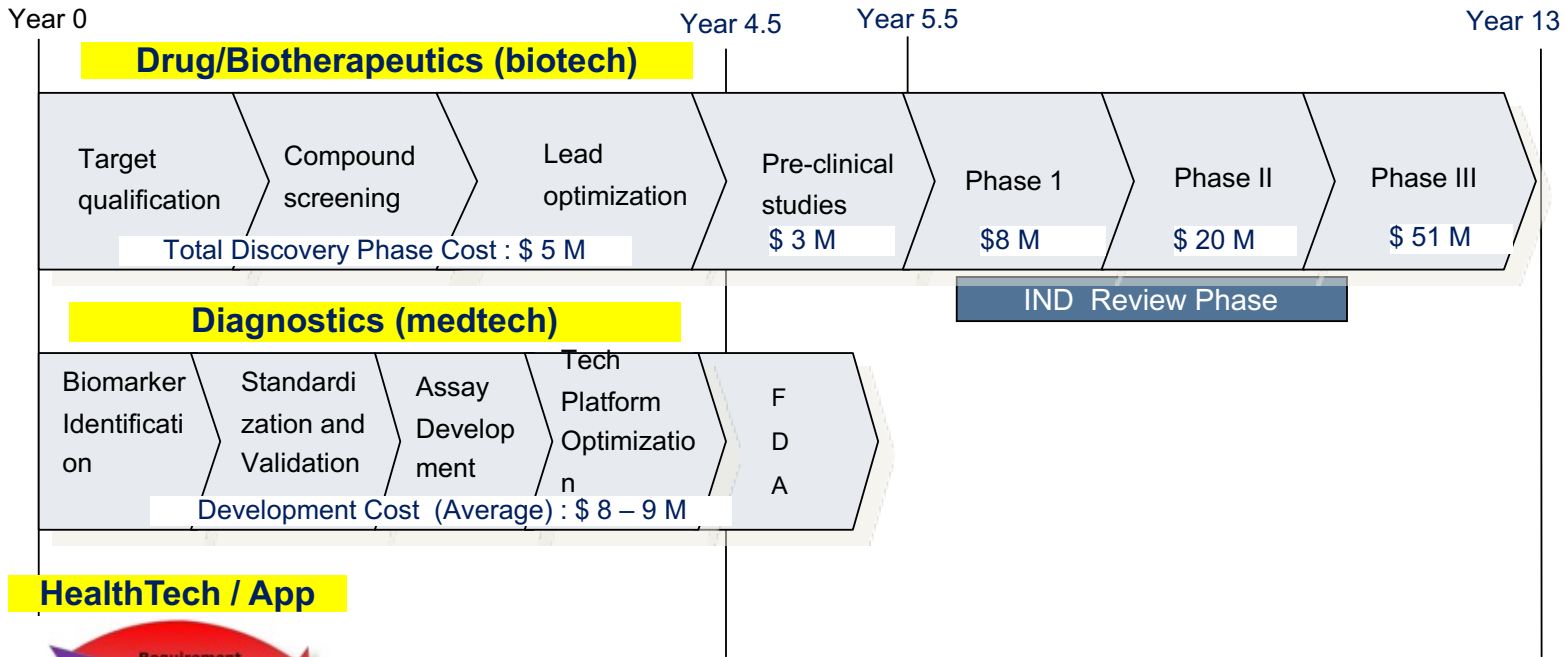 Year 0
Year 4.5
Year 5.5
Year 13
Drug/Biotherapeutics (biotech)
Target
qualification
Compound
screening
Lead
optimization
Pre-clinical
studies
$ 3 M
Phase 1
$8 M
Phase II
$ 20 M
Phase III
$ 51 M
Total Discovery Phase Cost : $ 5 M
IND Review Phase
Diagnostics (medtech)
Biomarker
Identificati
on
Standardi
zation and
Validation
Assay
Develop
ment
Tech
Platform
Optimizatio
n
F
D
A
Development Cost (Average) : $ 8 – 9 M
HealthTech / App
Requirement